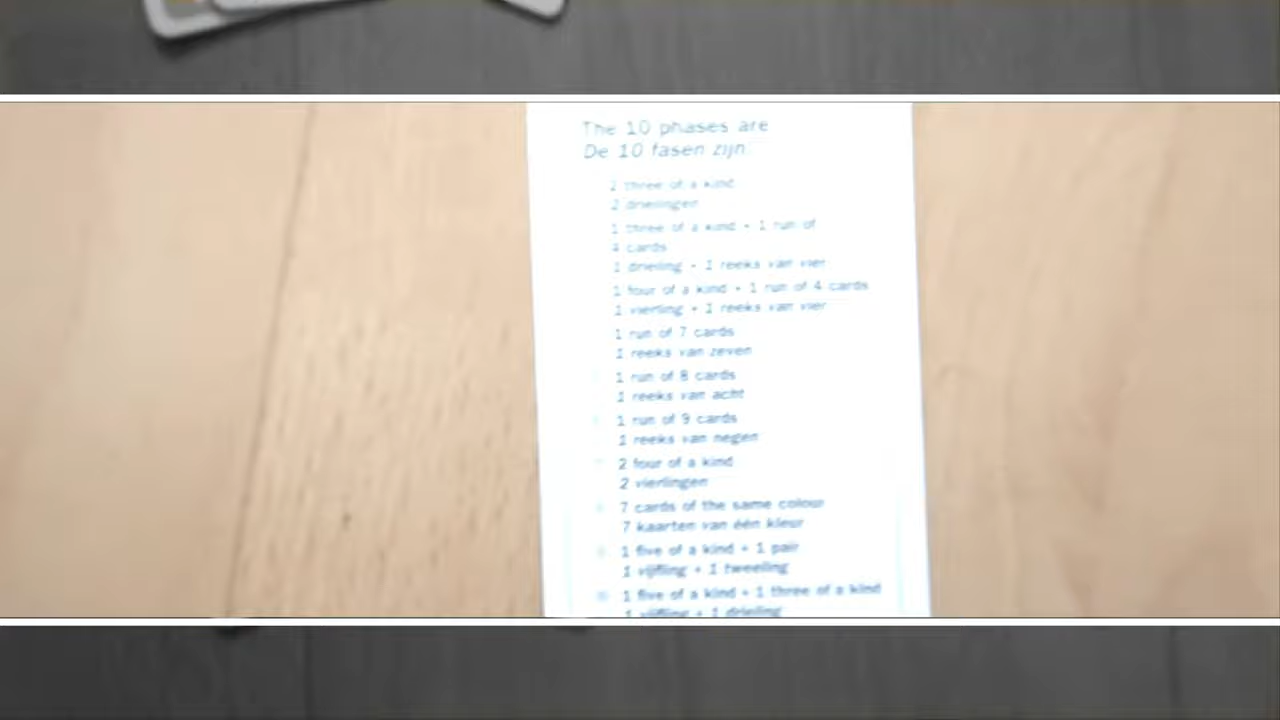 The 10 phases are
De 10 fasen zijn
2 three of a kind
2 drielingen
1 three of a kind + 1 run of
4 cards
1 drieling + 1 reeks van vier
1 four of a kind + 1 run of 4 cards
1 vierling + 1 reeks van vier
1 run of 7 cards
1 reeks van zeven
1 run of 8 cards
1 reeks van acht
1 run of 9 cards
1 reeks van negen
2 four of a kind
2 vierlingen
7 cards of the same colour
7 kaarten van één kleur
1 five of a kind + 1 pair
1 vijfling + 1 tweeling
1 five of a kind + 1 three of a kind
1 vijfling + 1 drieling